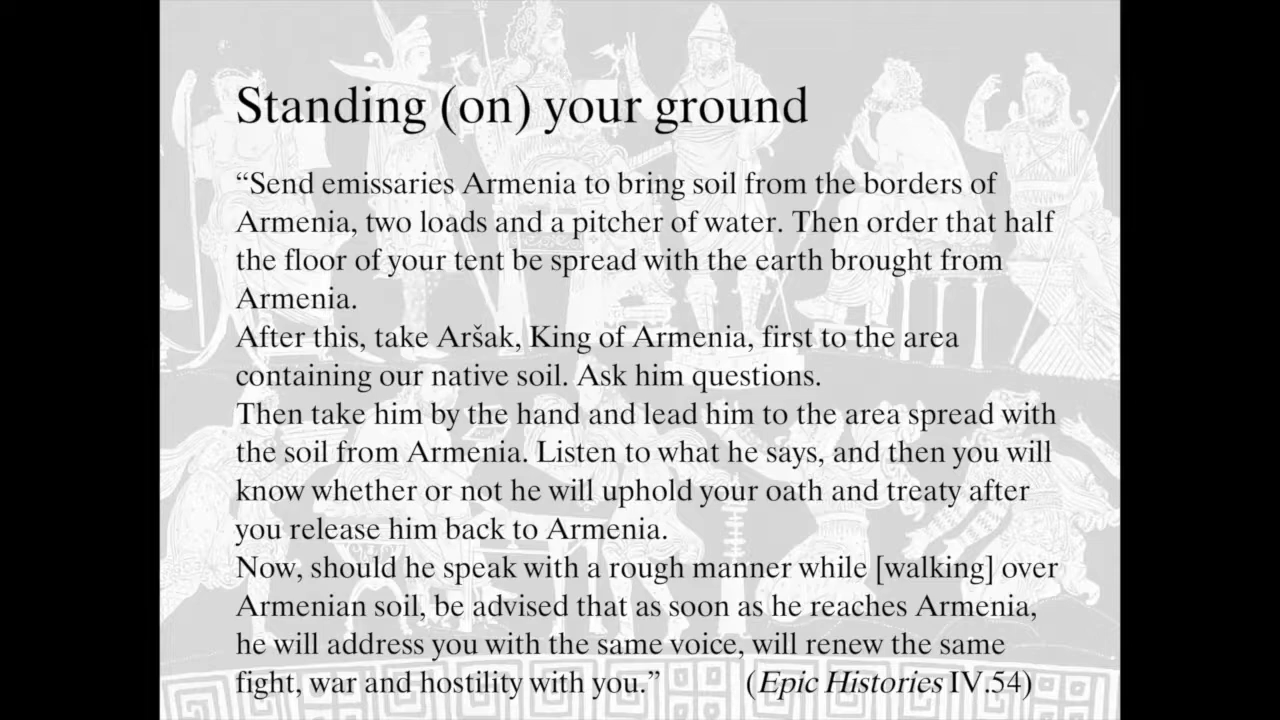 Standing (on) your ground
“Send emissaries Armenia to bring soil from the borders of
Armenia, two loads and a pitcher of water. Then order that half
the floor of your tent be spread with the earth brought from
Armenia.
After this, take Aršak, King of Armenia, first to the area
containing our native soil. Ask him questions.
Then take him by the hand and lead him to the area spread with
the soil from Armenia. Listen to what he says, and then you will
know whether or not he will uphold your oath and treaty after
you release him back to Armenia.
Now, should he speak with a rough manner while [walking] over
Armenian soil, be advised that as soon as he reaches Armenia,
he will address you with the same voice, will renew the same
fight, war and hostility with you.” (Epic Histories IV.54)